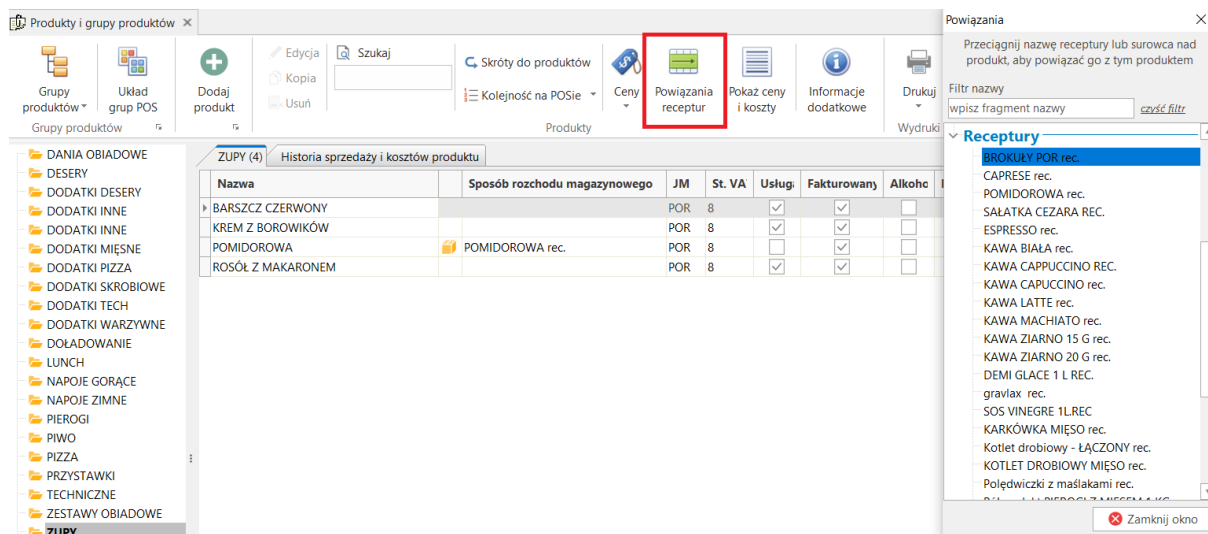 Produkty i grupy produktów
Grupy produktów
Układ grup POS
Grupy produktów
Dodaj produkt
Edycja
Kopia
Usuń
Szukaj
Skróty do produktów
Kolejność na POSie
Ceny
Powiązania receptur
Pokaż ceny i koszty
Informacje dodatkowe
Produkty
Drukuj
Wydruki
DANIA OBIADOWE
DESERY
DODATKI DESERY
DODATKI INNE
DODATKI INNE
DODATKI MIĘSNE
DODATKI PIZZA
DODATKI SKROBIOWE
DODATKI TECH
DODATKI WARZYWNE
DOŁADOWANIE
LUNCH
NAPOJE GORĄCE
NAPOJE ZIMNE
PIEROGI
PIWO
PIZZA
PRZYSTAWKI
TECHNICZNE
ZESTAWY OBIADOWE
ZUPY
ZUPY (4) Historia sprzedaży i kosztów produktu
Nazwa Sposób rozchodu magazynowego JM St. VA Usług Fakturowany
BARSZCZ CZERWONY POR 8
KREM Z BOROWIKÓW POR 8
POMIDOROWA POMIDOROWA rec. POR 8
ROSÓŁ Z MAKARONEM POR 8
Powiązania
Przeciągnij nazwę receptury lub surowca nad
produkt, aby powiązać go z tym produktem
Filtr nazwy
wpisz fragment nazwy czyść filtr
Receptury
BROKUŁY POR rec.
CAPRESE rec.
POMIDOROWA rec.
SAŁATKA CEZARA REC.
ESPRESSO rec.
KAWA BIAŁA rec.
KAWA CAPPUCCINO REC.
KAWA CAPUCCINO rec.
KAWA LATTE rec.
KAWA MACHIATO rec.
KAWA ZIARNO 15 G rec.
KAWA ZIARNO 20 G rec.
DEMI GLACE 1 L REC.
gravlax rec.
SOS VINEGRE 1L.REC
KARKÓWKA MIĘSO rec.
Kotlet drobiowy - ŁĄCZONY rec.
KOTLET DROBIOWY MIĘSO rec.
Polędwiczki z maślakami rec.
Zamknij okno